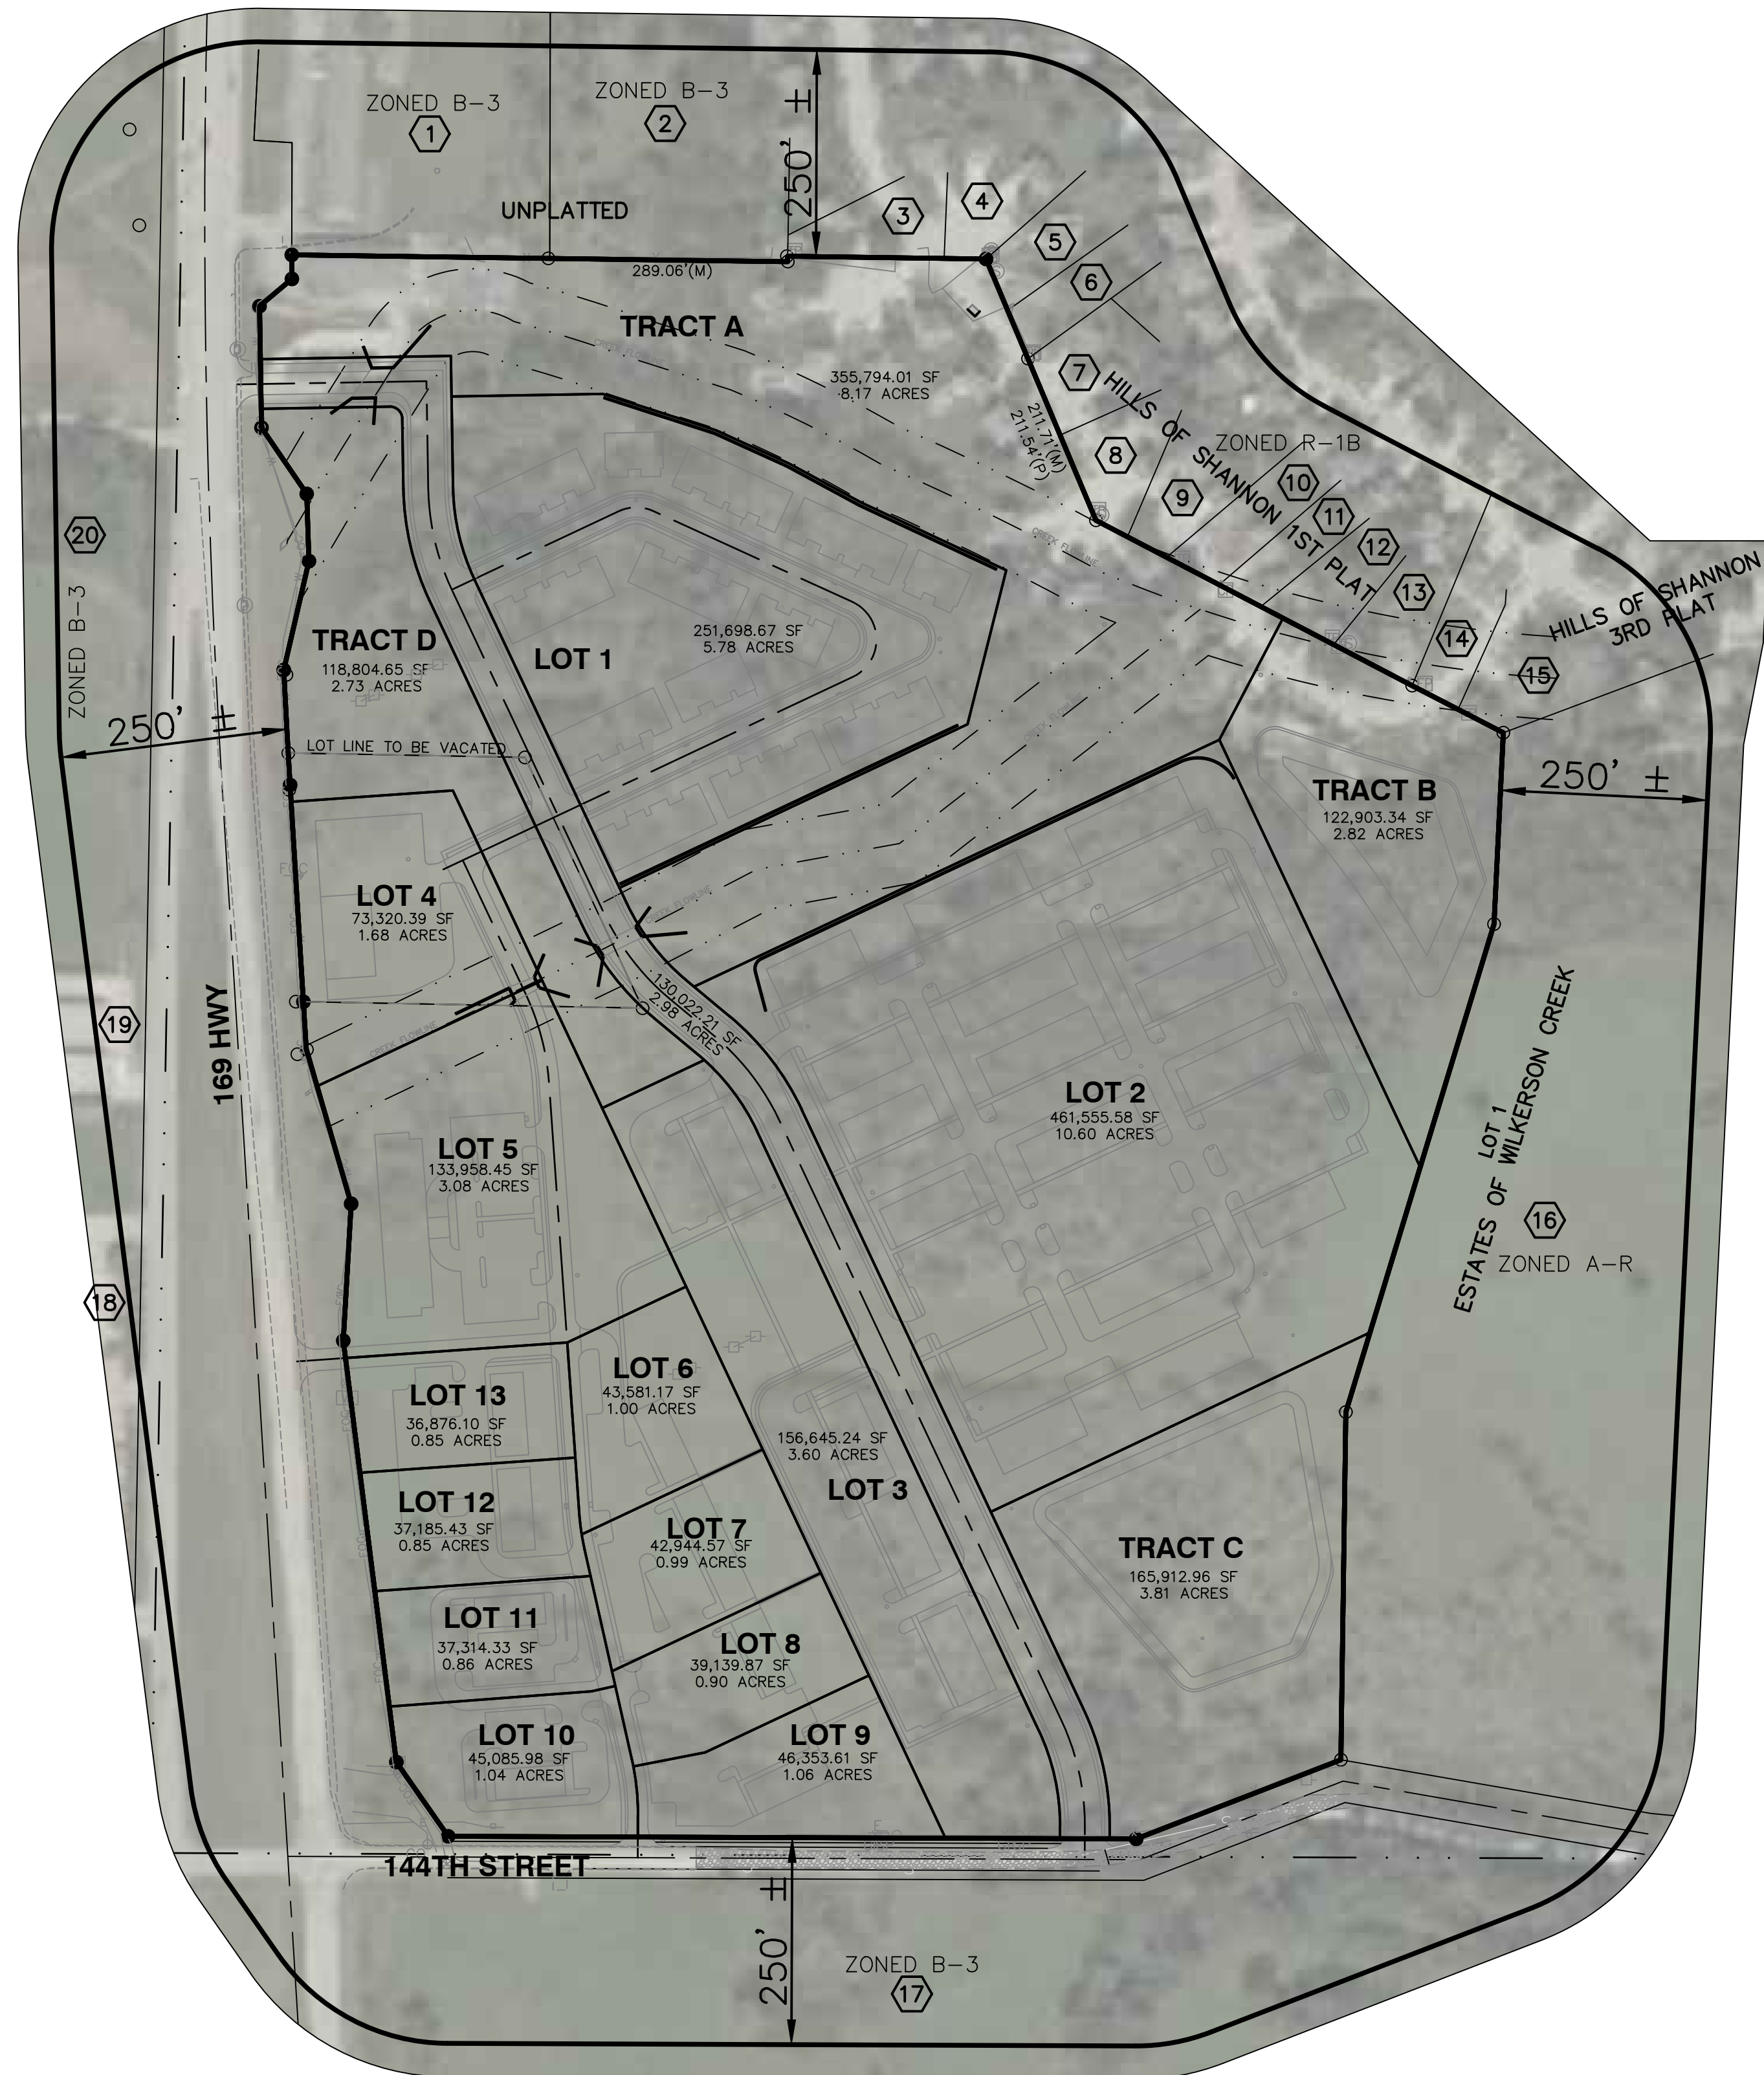 ZONED B-3
1
ZONED B-3
2
UNPLATTED
250' ±
3
4
5
6
7
8
9
10
11
12
13
14
15
289.06'(M)
TRACT A
355,794.01 SF
8.17 ACRES
CREEK FLOWLINE
211.71'(M)
211.54'(P)
HILLS OF SHANNON 1ST PLAT
ZONED R-1B
CREEK FLOWLINE
HILLS OF SHANNON
3RD PLAT
20
ZONED B-3
250' ±
TRACT D
118,804.65 SF
2.73 ACRES
LOT 1
251,698.67 SF
5.78 ACRES
LOT LINE TO BE VACATED
TRACT B
122,903.34 SF
2.82 ACRES
250' ±
LOT 4
73,320.39 SF
1.68 ACRES
CREEK FLOWLINE
130,022.21 SF
2.98 ACRES
CREEK FLOWLINE
19
169 HWY
18
LOT 2
461,555.58 SF
10.60 ACRES
LOT 1
ESTATES OF WILKERSON CREEK
16
ZONED A-R
LOT 5
133,958.45 SF
3.08 ACRES
LOT 6
43,581.17 SF
1.00 ACRES
LOT 13
36,876.10 SF
0.85 ACRES
156,645.24 SF
3.60 ACRES
LOT 3
LOT 12
37,185.43 SF
0.85 ACRES
LOT 7
42,944.57 SF
0.99 ACRES
TRACT C
165,912.96 SF
3.81 ACRES
LOT 11
37,314.33 SF
0.86 ACRES
LOT 8
39,139.87 SF
0.90 ACRES
LOT 10
45,085.98 SF
1.04 ACRES
LOT 9
46,353.61 SF
1.06 ACRES
144TH STREET
250' ±
ZONED B-3
17